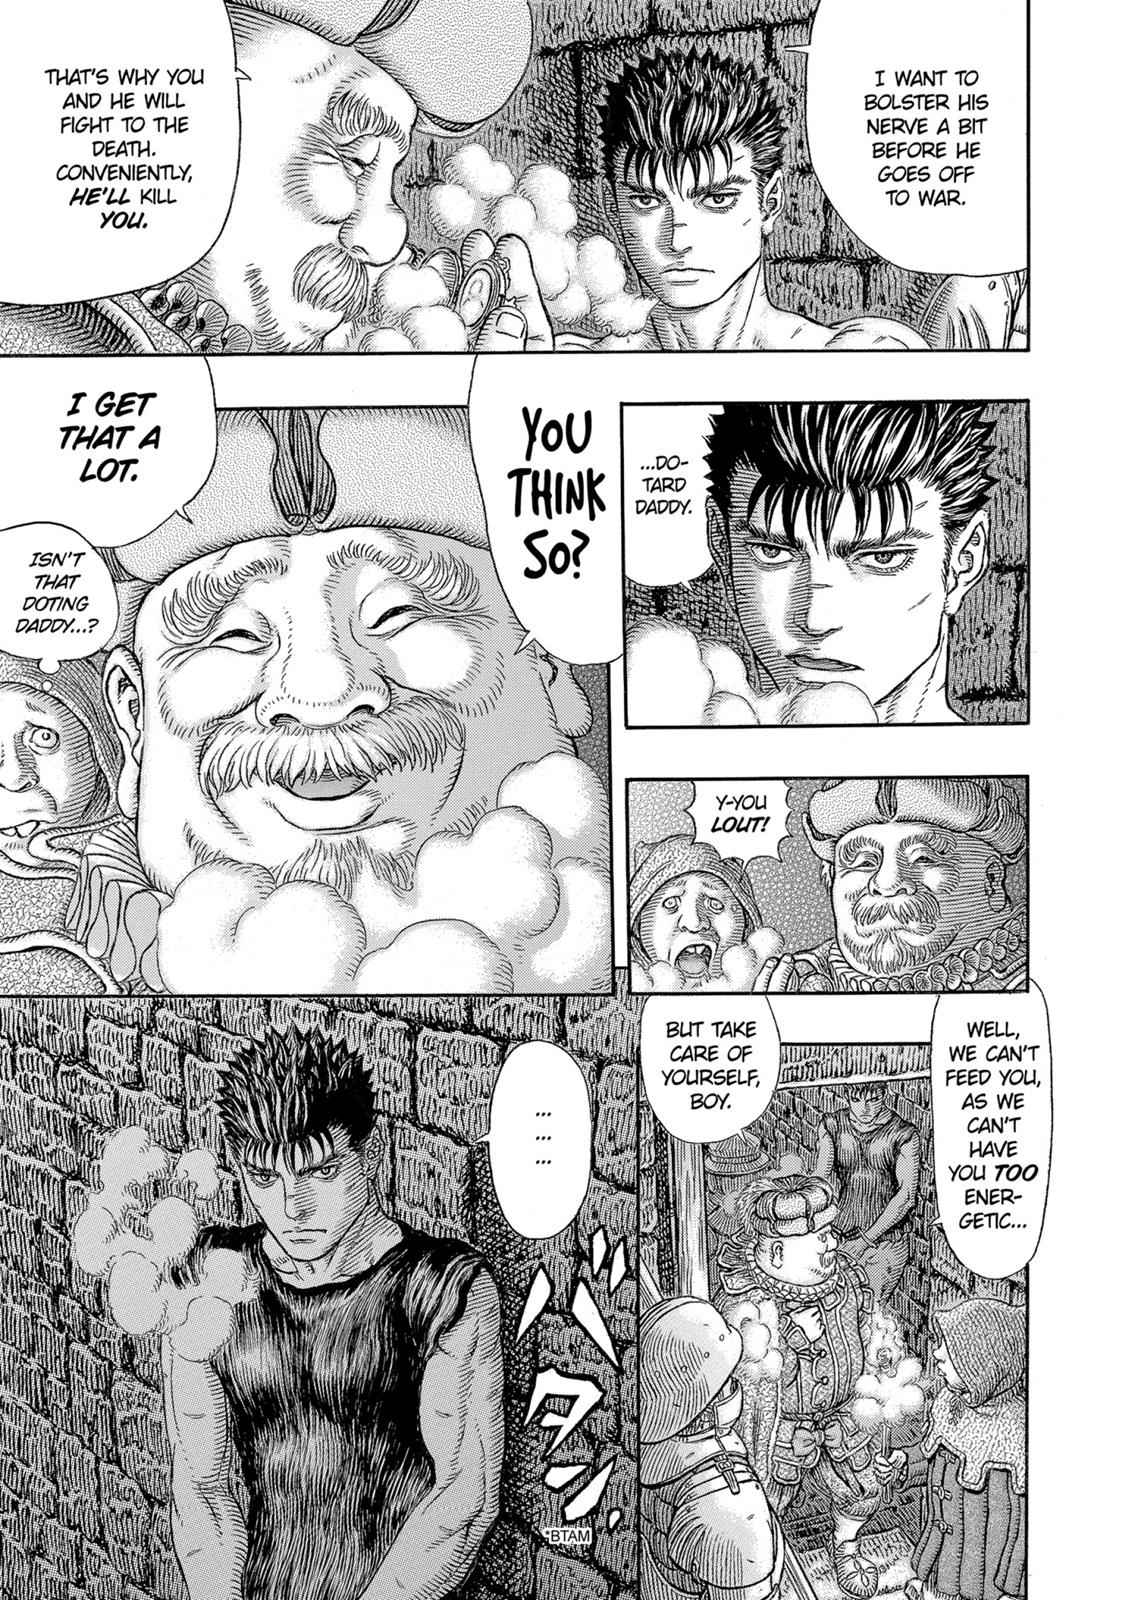 I WANT TO
BOLSTER HIS
NERVE A BIT
BEFORE HE
GOES OFF
TO WAR.
THAT'S WHY YOU
AND HE WILL
FIGHT TO THE
DEATH.
CONVENIENTLY,
HE'LL KILL
YOU.
...DO-
TARD
DADDY.
YOU
THINK
SO?
I GET
THAT A
LOT.
ISN'T
THAT
DOTING
DADDY...?
Y-YOU
LOUT!
WELL,
WE CAN'T
FEED YOU,
AS WE
CAN'T
HAVE
YOU TOO
ENER-
GETIC...
BUT TAKE
CARE OF
YOURSELF,
BOY.
...
...
...
バタン
*BTAM